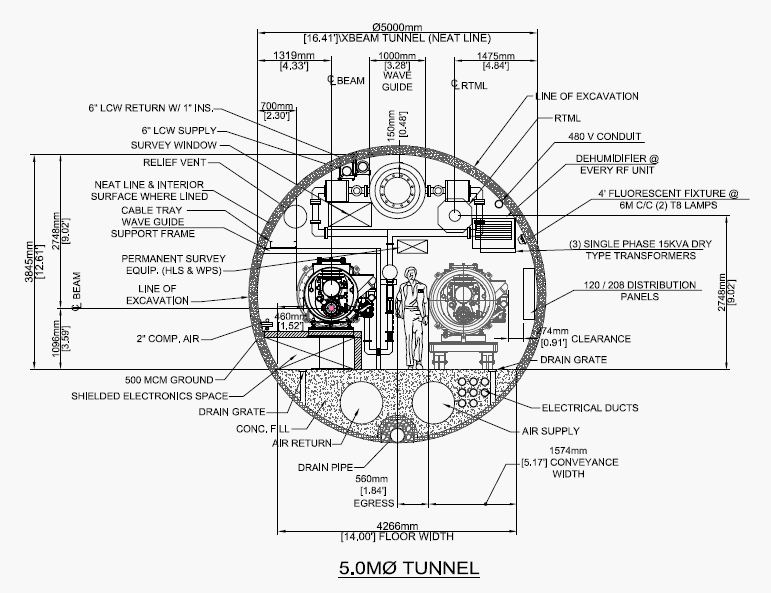 Ø5000mm
[16.41']\XBEAM TUNNEL (NEAT LINE)
1319mm
[4.33']
1000mm
[3.28']
WAVE
GUIDE
1475mm
[4.84']
℄ BEAM
℄ RTML
700mm
[2.30']
150mm
[0.48']
6" LCW RETURN W/ 1" INS.
6" LCW SUPPLY
SURVEY WINDOW
RELIEF VENT
NEAT LINE & INTERIOR
SURFACE WHERE LINED
CABLE TRAY
WAVE GUIDE
SUPPORT FRAME
PERMANENT SURVEY
EQUIP. (HLS & WPS)
LINE OF
EXCAVATION
2" COMP. AIR
500 MCM GROUND
SHIELDED ELECTRONICS SPACE
DRAIN GRATE
CONC. FILL
AIR RETURN
DRAIN PIPE
3845mm
[12.61']
2748mm
[9.02']
℄ BEAM
1096mm
[3.59']
460mm
[1.52']
LINE OF EXCAVATION
RTML
480 V CONDUIT
DEHUMIDIFIER @
EVERY RF UNIT
4' FLUORESCENT FIXTURE @
6M C/C (2) T8 LAMPS
(3) SINGLE PHASE 15KVA DRY
TYPE TRANSFORMERS
120 / 208 DISTRIBUTION
PANELS
2748mm
[9.02']
274mm
[0.91'] CLEARANCE
DRAIN GRATE
ELECTRICAL DUCTS
AIR SUPPLY
1574mm
[5.17'] CONVEYANCE
WIDTH
560mm
[1.84']
EGRESS
4266mm
[14.00'] FLOOR WIDTH
5.0MØ TUNNEL